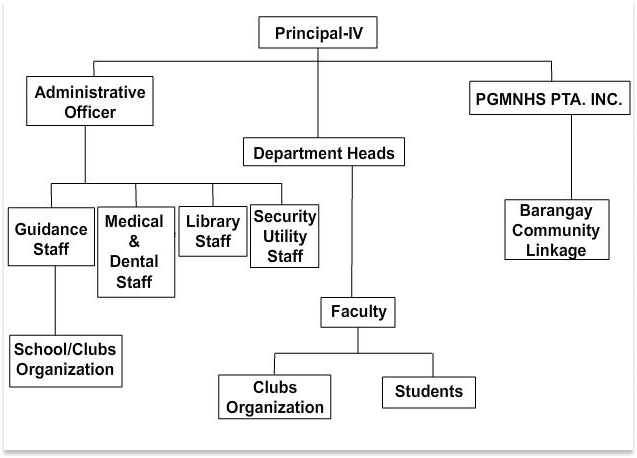 Principal-IV
Administrative
Officer
PGMNHS PTA. INC.
Department Heads
Guidance
Staff
Medical
&
Dental
Staff
Library
Staff
Security
Utility
Staff
Barangay
Community
Linkage
Faculty
School/Clubs
Organization
Clubs
Organization
Students